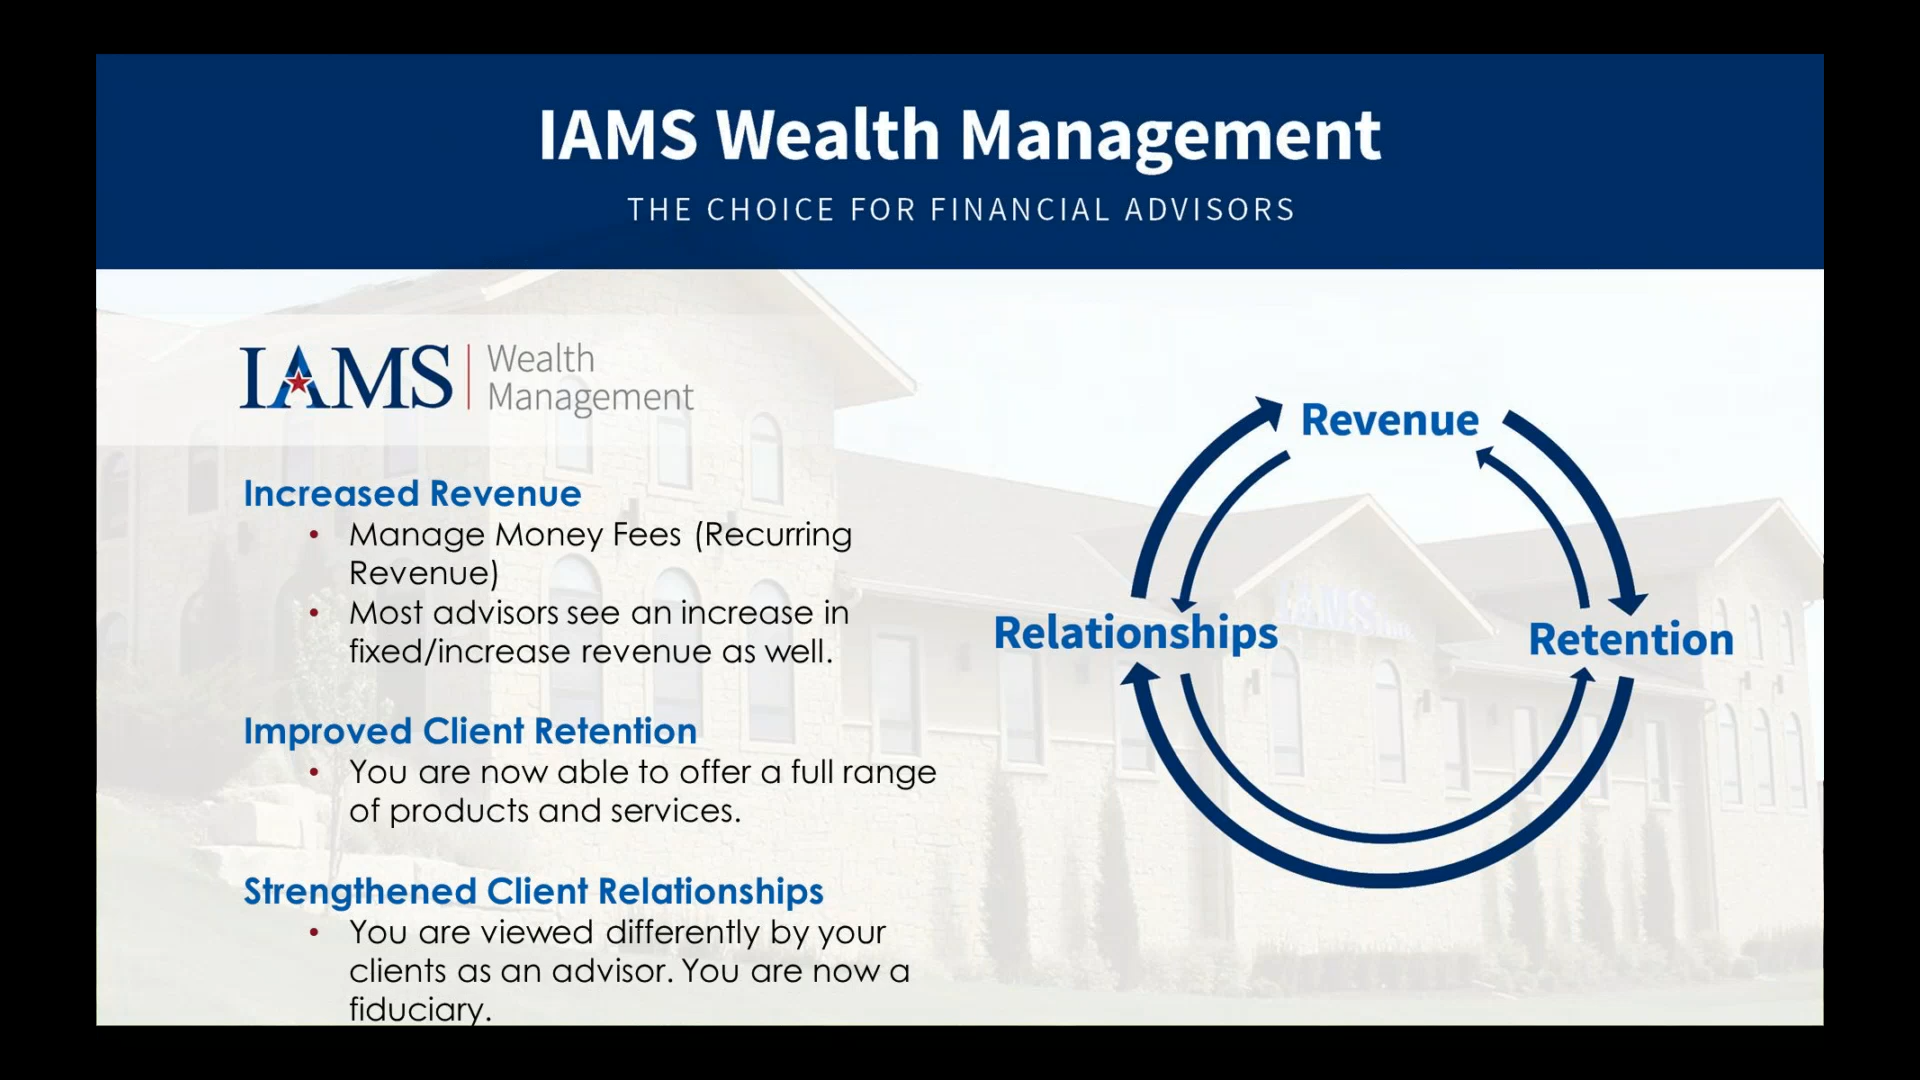 IAMS Wealth Management
THE CHOICE FOR FINANCIAL ADVISORS
IAMS
Wealth
Management
Increased Revenue
• Manage Money Fees (Recurring
Revenue)
• Most advisors see an increase in
fixed/increase revenue as well.
Improved Client Retention
• You are now able to offer a full range
of products and services.
Strengthened Client Relationships
• You are viewed differently by your
clients as an advisor. You are now a
fiduciary.
Revenue
Relationships
Retention
IAMS